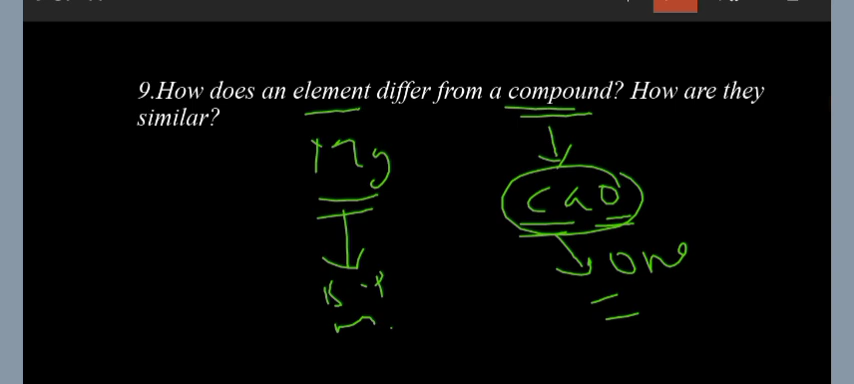 9.How does an element differ from a compound? How are they
similar?
Mg
CaO
one